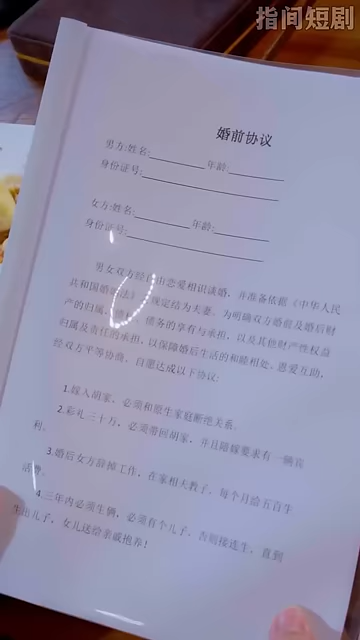 指间短剧
婚前协议
男方:姓名: 年龄:
身份证号:
女方:姓名: 年龄:
身份证号:
男女双方经 由恋爱相识谈婚，并准备依据《中华人民
共和国婚 法》 规定结为夫妻。为明确双方婚前及婚后财
产的归属、 债务的享有与承担，以及其他财产性权益
归属及责任的承担，以保障婚后生活的和睦相处、恩爱互助，
经双方平等协商，自愿达成以下协议:
1.嫁入胡家，必须和原生家庭断绝关系。
2.彩礼三十万，必须带回胡家，并且陪嫁要求有一辆宾
利。
3.婚后女方辞掉工作，在家相夫教子，每个月给五百生
活费。
4.三年内必须生俩，必须有个儿子，否则接连生，直到
生出儿子，女儿送给亲戚抱养！